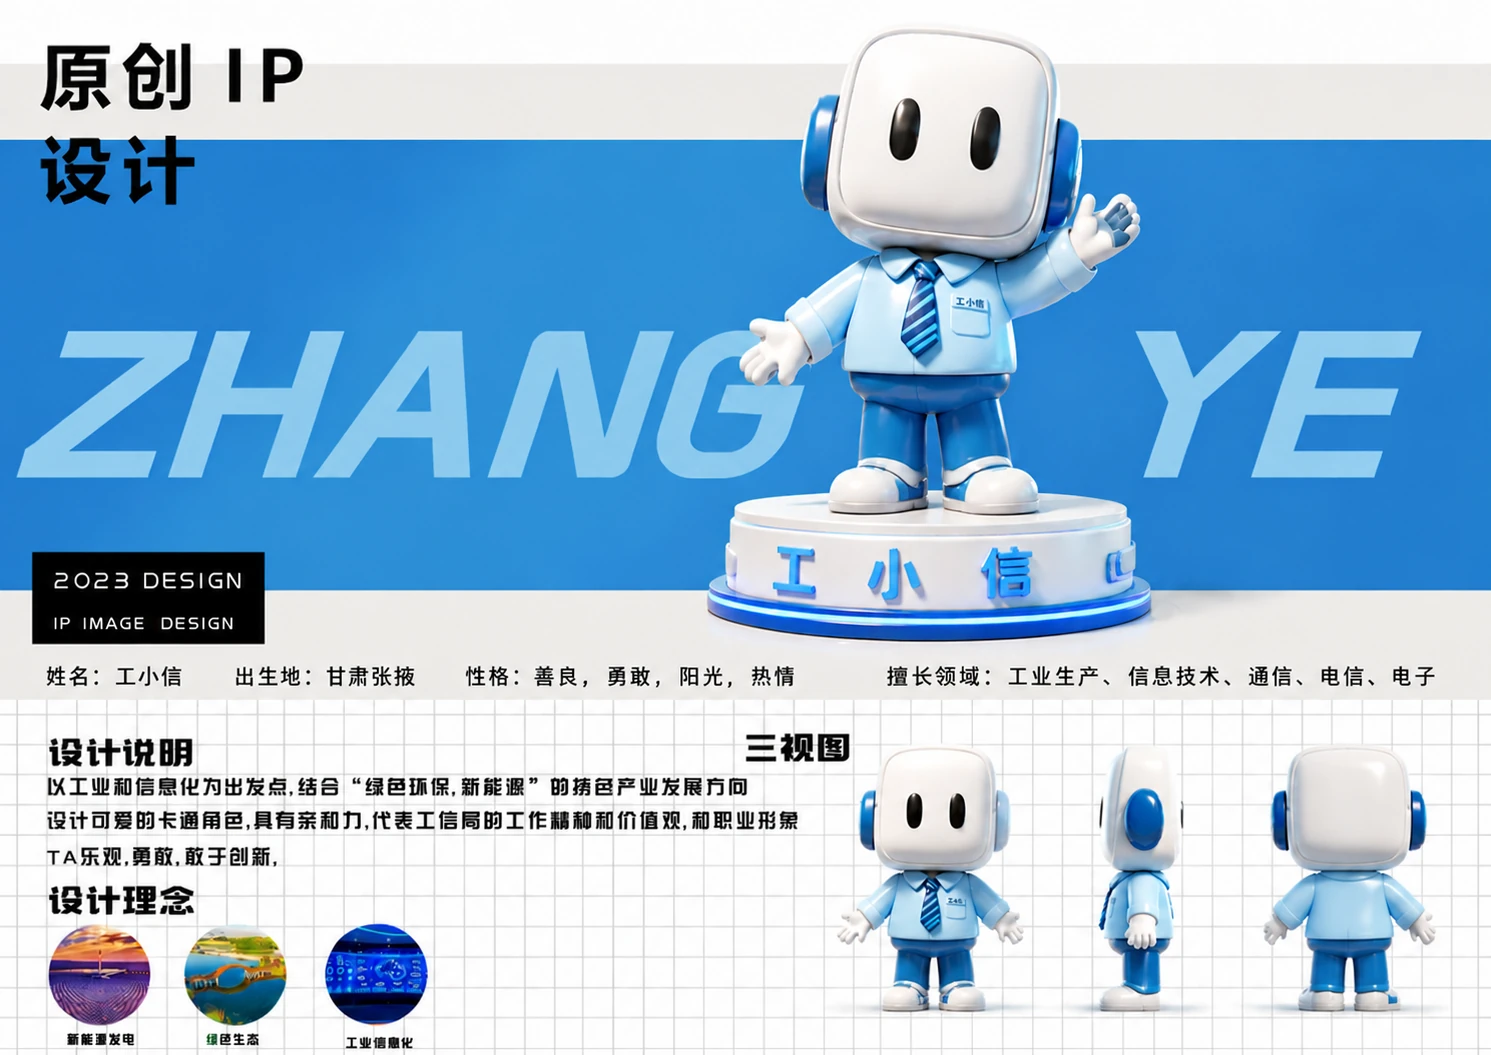 原创 IP
设计
ZHANG YE
工小信
工小信
2023 DESIGN
IP IMAGE DESIGN
姓名：工小信 出生地：甘肃张掖 性格：善良，勇敢，阳光，热情 擅长领域：工业生产、信息技术、通信、电信、电子
设计说明
以工业和信息化为出发点,结合“绿色环保,新能源”的持色产业发展方向
设计可爱的卡通角色,具有亲和力,代表工信局的工作精神和价值观,和职业形象
TA乐观,勇敢,敢于创新,
三视图
设计理念
新能源发电
绿色生态
工业信息化